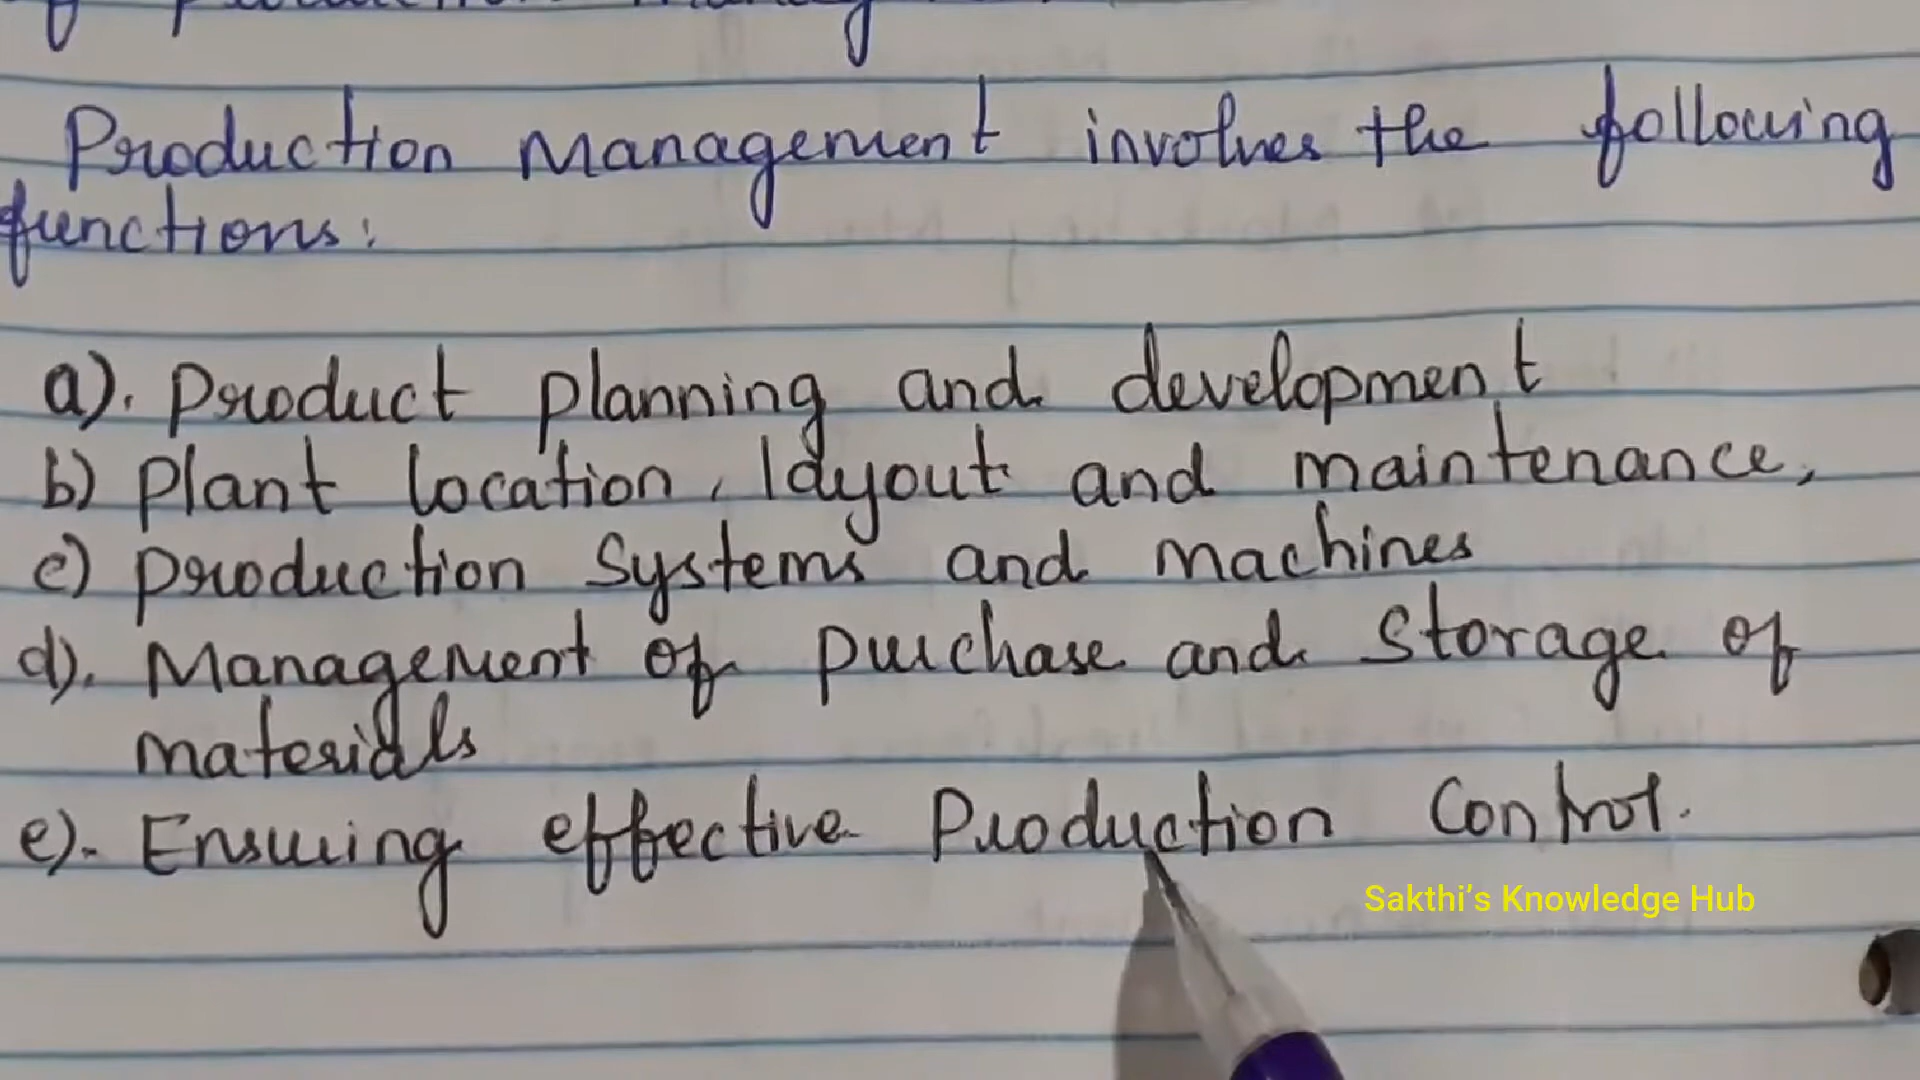 Production Management involves the following
functions:
a). Product planning and development
b) Plant location, layout and maintenance,
c) production Systems and Machines
d). Management of purchase and storage of
materials
e). Ensuring effective Production Control.
Sakthi's Knowledge Hub